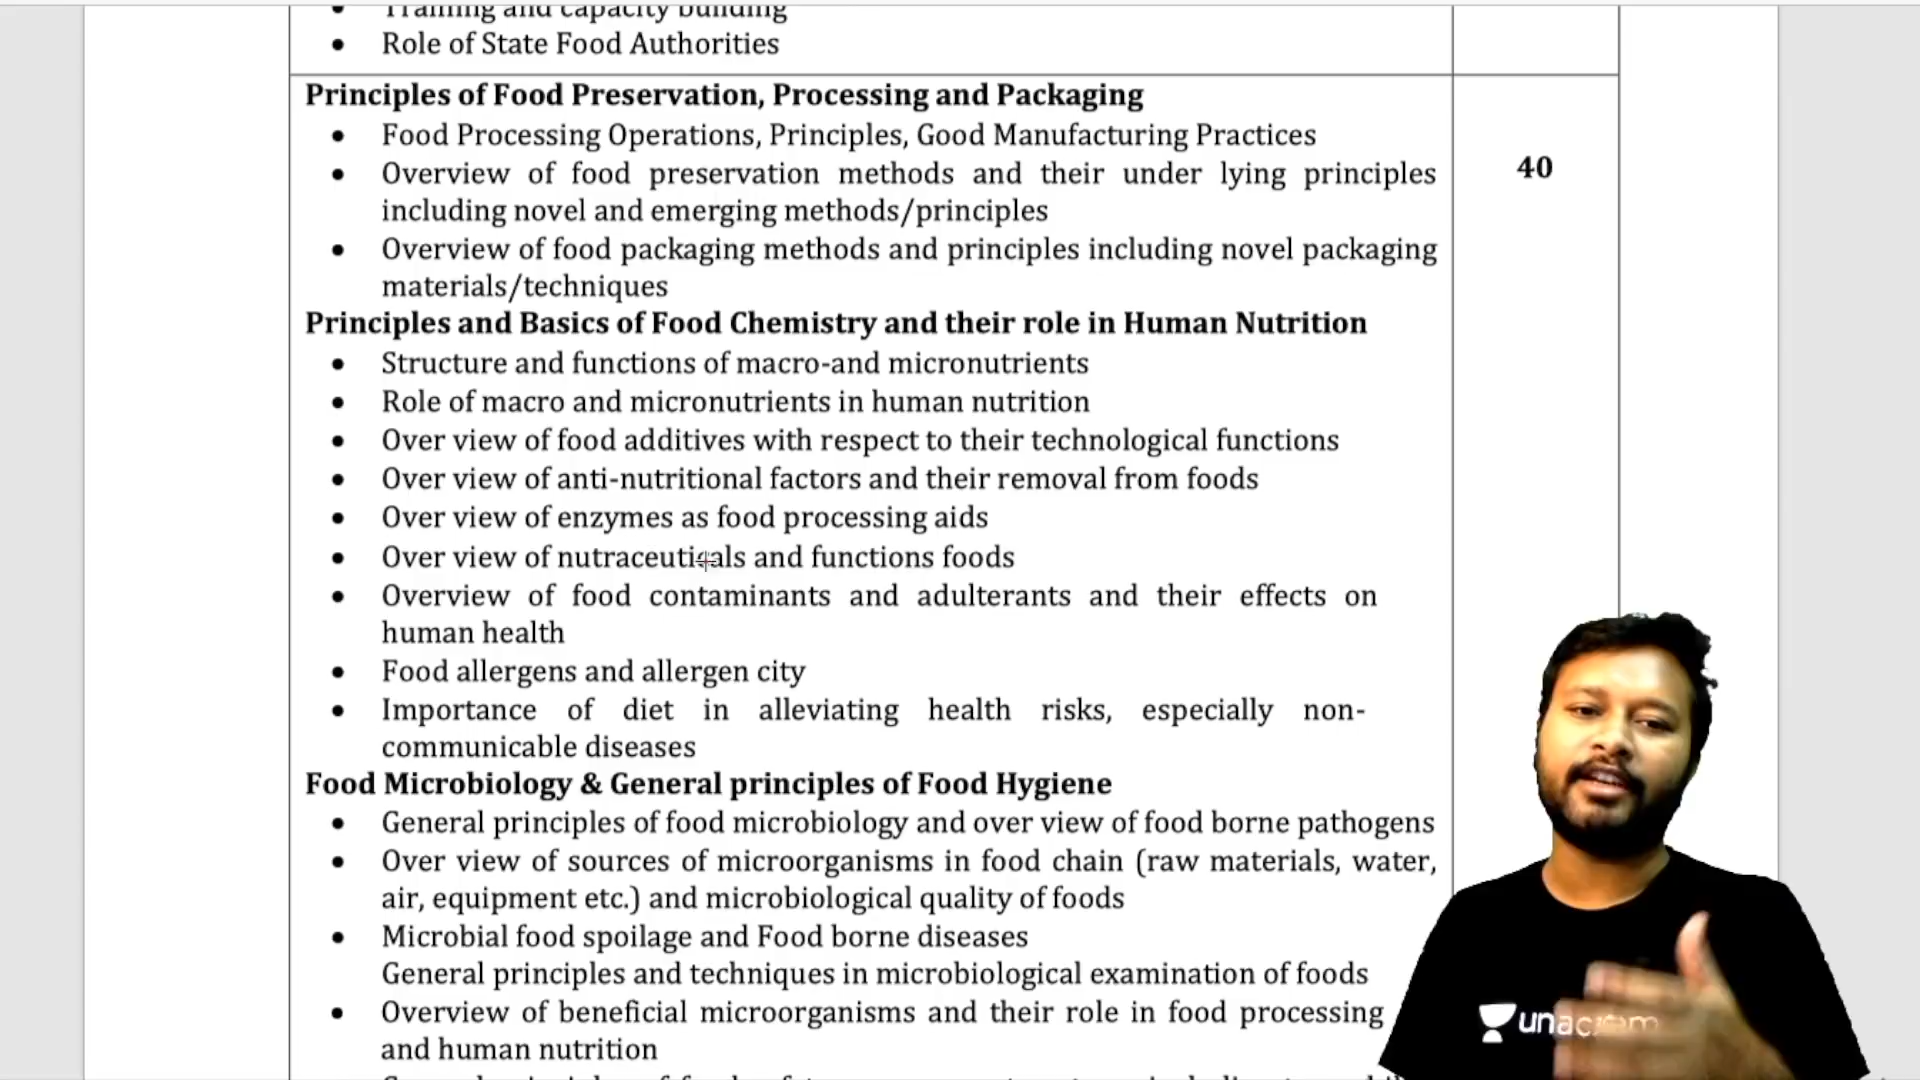 Training and capacity building
• Role of State Food Authorities
Principles of Food Preservation, Processing and Packaging
• Food Processing Operations, Principles, Good Manufacturing Practices
• Overview of food preservation methods and their under lying principles
including novel and emerging methods/principles
• Overview of food packaging methods and principles including novel packaging
materials/techniques
40
Principles and Basics of Food Chemistry and their role in Human Nutrition
• Structure and functions of macro-and micronutrients
• Role of macro and micronutrients in human nutrition
• Over view of food additives with respect to their technological functions
• Over view of anti-nutritional factors and their removal from foods
• Over view of enzymes as food processing aids
• Over view of nutraceuticals and functions foods
• Overview of food contaminants and adulterants and their effects on
human health
• Food allergens and allergen city
• Importance of diet in alleviating health risks, especially non-
communicable diseases
Food Microbiology & General principles of Food Hygiene
• General principles of food microbiology and over view of food borne pathogens
• Over view of sources of microorganisms in food chain (raw materials, water,
air, equipment etc.) and microbiological quality of foods
• Microbial food spoilage and Food borne diseases
General principles and techniques in microbiological examination of foods
• Overview of beneficial microorganisms and their role in food processing
and human nutrition